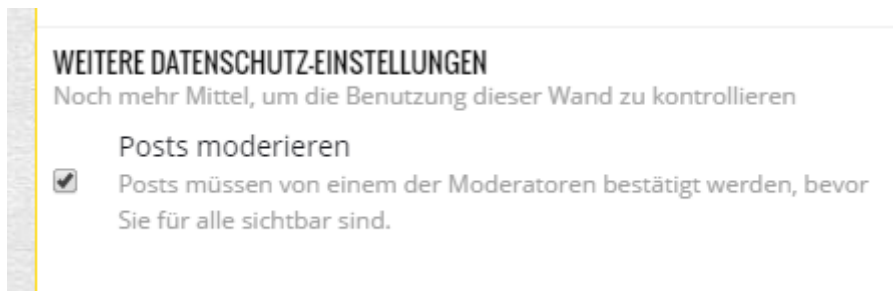 WEITERE DATENSCHUTZ-EINSTELLUNGEN
Noch mehr Mittel, um die Benutzung dieser Wand zu kontrollieren
Posts moderieren
Posts müssen von einem der Moderatoren bestätigt werden, bevor
Sie für alle sichtbar sind.